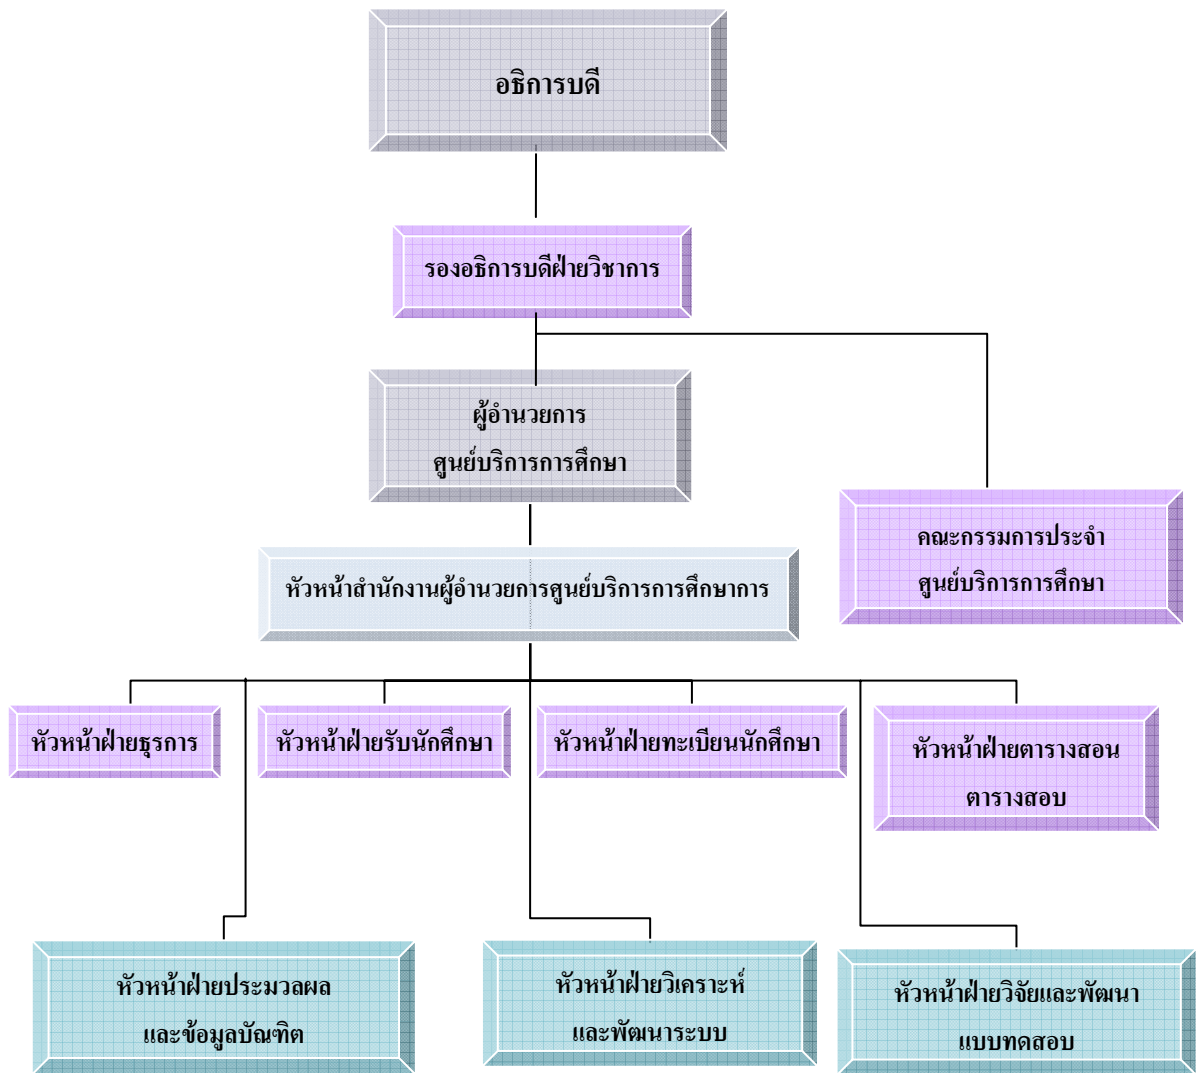 อธิการบดี
รองอธิการบดีฝ่ายวิชาการ
ผู้อำนวยการ
ศูนย์บริการการศึกษา
คณะกรรมการประจำ
ศูนย์บริการการศึกษา
หัวหน้าสำนักงานผู้อำนวยการศูนย์บริการการศึกษาการ
หัวหน้าฝ่ายธุรการ
หัวหน้าฝ่ายรับนักศึกษา
หัวหน้าฝ่ายทะเบียนนักศึกษา
หัวหน้าฝ่ายตารางสอน
ตารางสอบ
หัวหน้าฝ่ายประมวลผล
และข้อมูลบัณฑิต
หัวหน้าฝ่ายวิเคราะห์
และพัฒนาระบบ
หัวหน้าฝ่ายวิจัยและพัฒนา
แบบทดสอบ